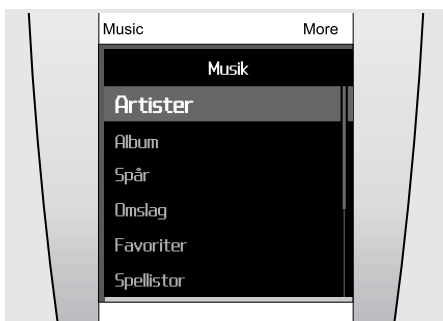 Music More
Musik
Artister
Album
Spår
Omslag
Favoriter
Spellistor